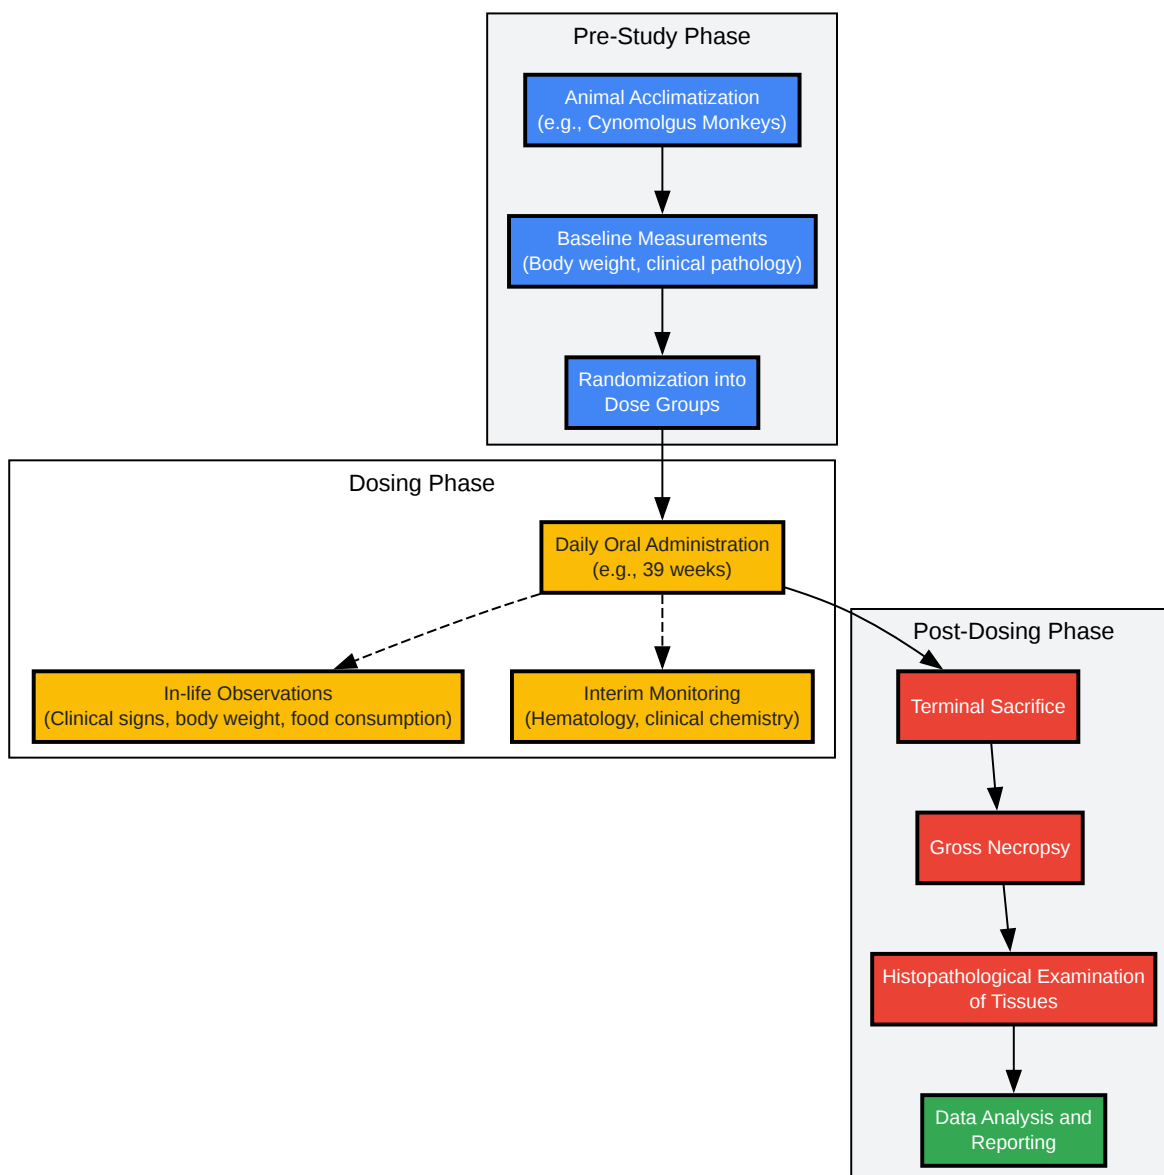 Pre-Study Phase
Animal Acclimatization
(e.g., Cynomolgus Monkeys)
Baseline Measurements
(Body weight, clinical pathology)
Randomization into
Dose Groups
Dosing Phase
Daily Oral Administration
(e.g., 39 weeks)
In-life Observations
(Clinical signs, body weight, food consumption)
Interim Monitoring
(Hematology, clinical chemistry)
Post-Dosing Phase
Terminal Sacrifice
Gross Necropsy
Histopathological Examination
of Tissues
Data Analysis and
Reporting